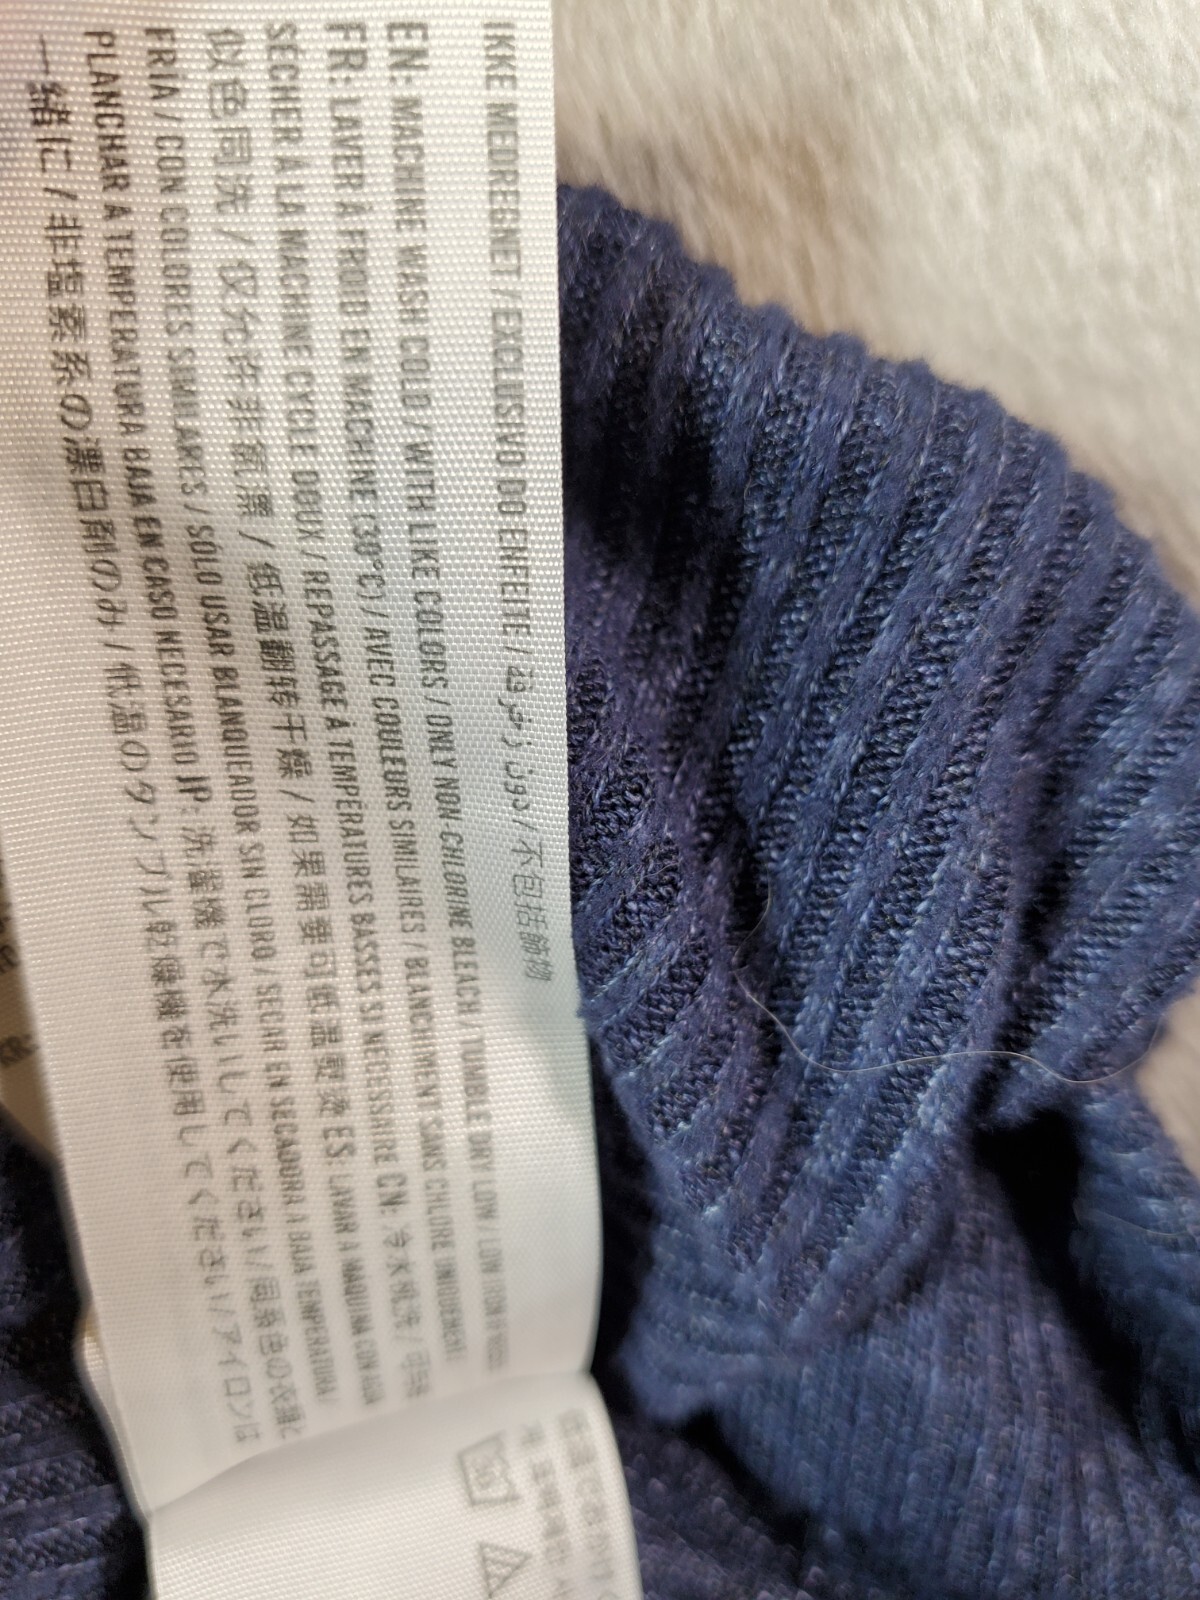 IKKE MEDREGNET / EXCLUSIVO DO ENFEITE / دون زخرفة / 不包括飾物
EN: MACHINE WASH COLD / WITH LIKE COLORS / ONLY NON-CHLORINE BLEACH / TUMBLE DRY LOW / LOW IRON
FR: LAVER À FROID EN MACHINE (30°C) / AVEC COULEURS SIMILAIRES / BLANCHIMENT SANS CHLORE UNIQUEMENT
SECHER A LA MACHINE CYCLE DOUX / REPASSAGE À TEMPÉRATURES BASSES SI NECESSAIRE CN: 冷水机洗 /
似色同洗 / 仅允许非氯漂 / 低温翻转干燥 / 如果需要可低温熨烫 ES: LAVAR A MAQUINA CON AGUA
FRIA / CON COLORES SIMILARES / SÓLO USAR BLANQUEADOR SIN CLORO / SECAR EN SECADORA A BAJA TEMPERATURA /
PLANCHAR A TEMPERATURA BAJA EN CASO NECESARIO JP: 洗濯機で水洗いしてください / 同系色の衣類と
一緒に / 非塩素系の漂白剤のみ / 低温のタンブル乾燥機を使用してください / アイロンは